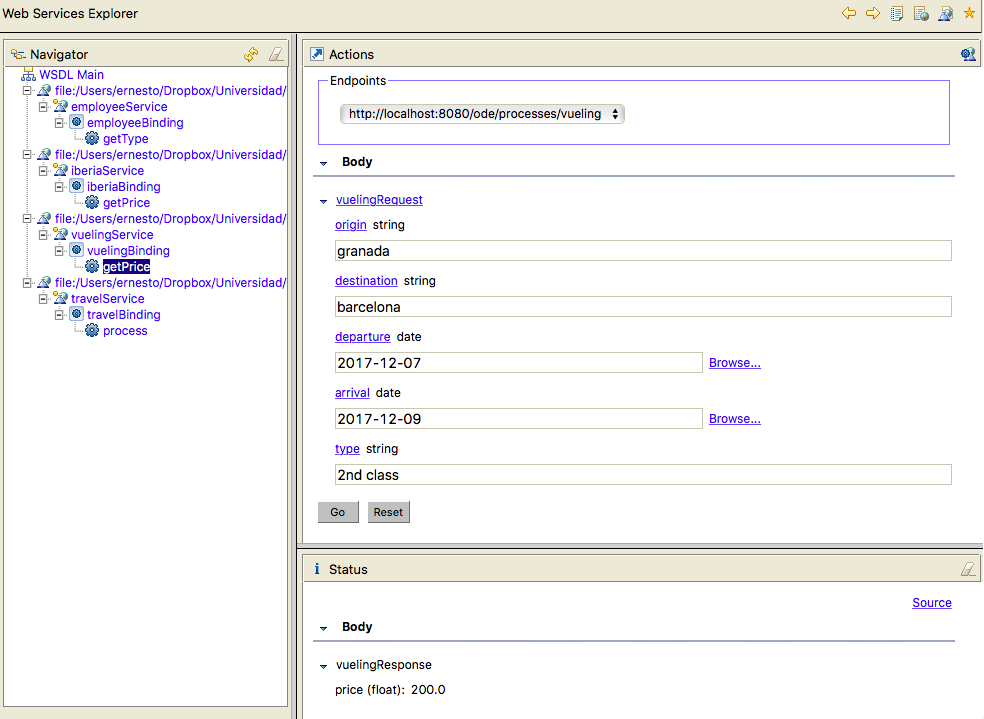 Web Services Explorer
Navigator
WSDL Main
file:/Users/ernesto/Dropbox/Universidad/
employeeService
employeeBinding
getType
file:/Users/ernesto/Dropbox/Universidad/
iberiaService
iberiaBinding
getPrice
file:/Users/ernesto/Dropbox/Universidad/
vuelingService
vuelingBinding
getPrice
file:/Users/ernesto/Dropbox/Universidad/
travelService
travelBinding
process
Actions
Endpoints
http://localhost:8080/ode/processes/vueling
Body
vuelingRequest
origin string
granada
destination string
barcelona
departure date
2017-12-07 Browse...
arrival date
2017-12-09 Browse...
type string
2nd class
Go Reset
i Status
Source
Body
vuelingResponse
price (float): 200.0